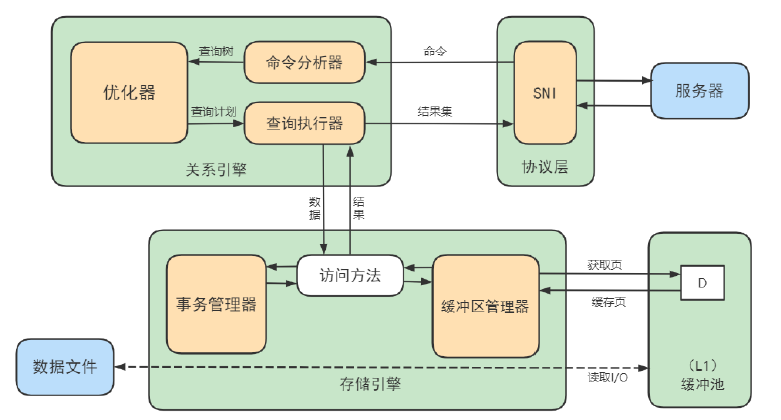 查询树
命令
优化器
命令分析器
SNI
服务器
查询计划
查询执行器
结果集
关系引擎
协议层
数据
结果
访问方法
获取页
D
事务管理器
缓冲区管理器
缓存页
数据文件
读取I/O
（L1）
缓冲池
存储引擎